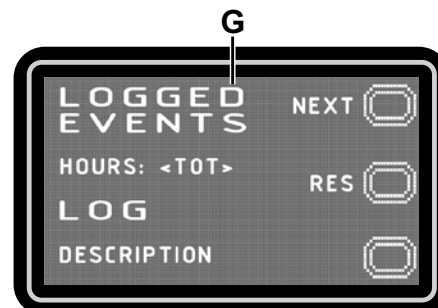 G
LOGGED
EVENTS
NEXT
HOURS: <TOT>
RES
LOG
DESCRIPTION